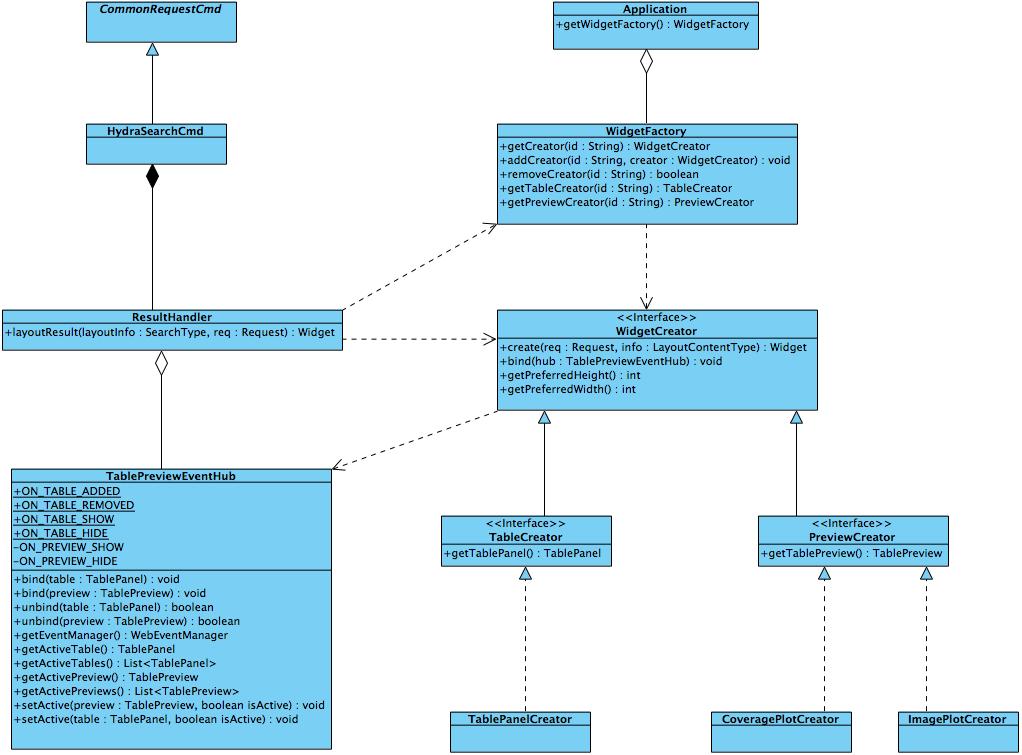 CommonRequestCmd
Application
+getWidgetFactory() : WidgetFactory
HydraSearchCmd
WidgetFactory
+getCreator(id : String) : WidgetCreator
+addCreator(id : String, creator : WidgetCreator) : void
+removeCreator(id : String) : boolean
+getTableCreator(id : String) : TableCreator
+getPreviewCreator(id : String) : PreviewCreator
ResultHandler
+layoutResult(layoutInfo : SearchType, req : Request) : Widget
<<Interface>>
WidgetCreator
+create(req : Request, info : LayoutContentType) : Widget
+bind(hub : TablePreviewEventHub) : void
+getPreferredHeight() : int
+getPreferredWidth() : int
TablePreviewEventHub
+ON_TABLE_ADDED
+ON_TABLE_REMOVED
+ON_TABLE_SHOW
+ON_TABLE_HIDE
-ON_PREVIEW_SHOW
-ON_PREVIEW_HIDE
+bind(table : TablePanel) : void
+bind(preview : TablePreview) : void
+unbind(table : TablePanel) : boolean
+unbind(preview : TablePreview) : boolean
+getEventManager() : WebEventManager
+getActiveTable() : TablePanel
+getActiveTables() : List<TablePanel>
+getActivePreview() : TablePreview
+getActivePreviews() : List<TablePreview>
+setActive(preview : TablePreview, boolean isActive) : void
+setActive(table : TablePanel, boolean isActive) : void
<<Interface>>
TableCreator
+getTablePanel() : TablePanel
<<Interface>>
PreviewCreator
+getTablePreview() : TablePreview
TablePanelCreator
CoveragePlotCreator
ImagePlotCreator